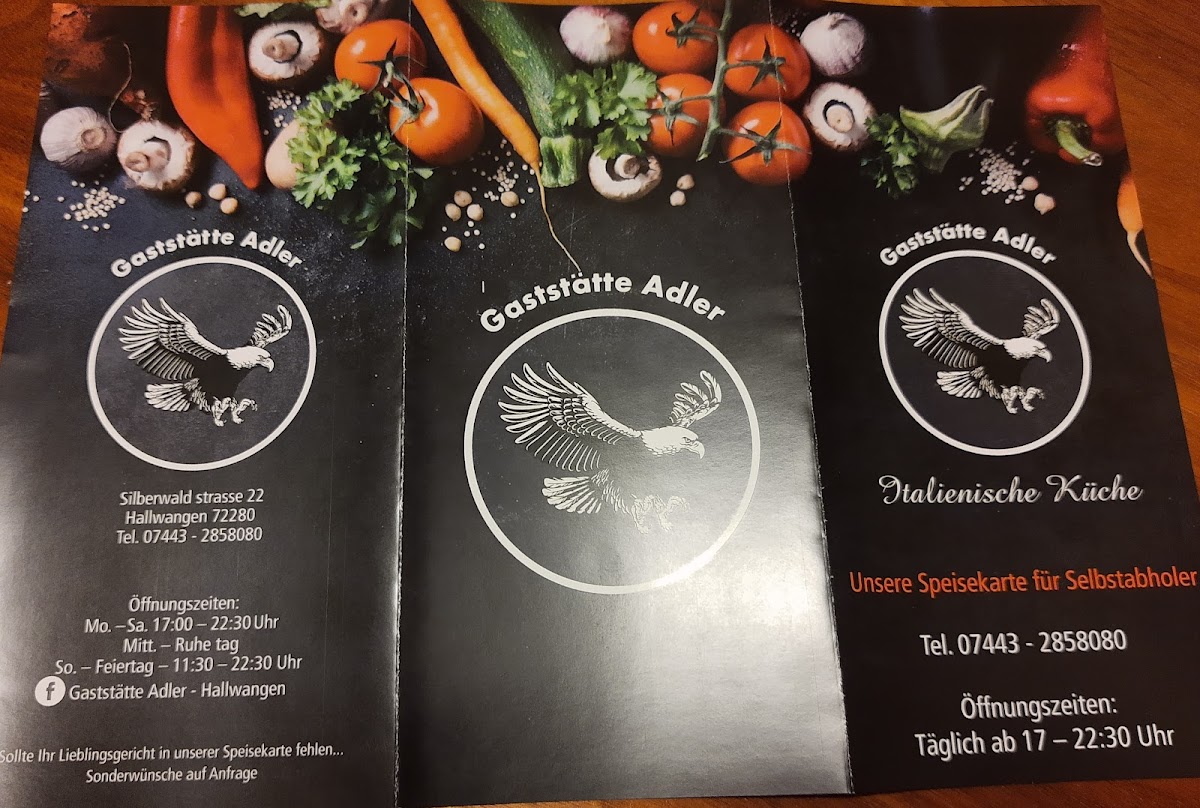 Gaststätte Adler
Silberwald strasse 22
Hallwangen 72280
Tel. 07443 - 2858080
Öffnungszeiten:
Mo. –Sa. 17:00 – 22:30 Uhr
Mitt. – Ruhe tag
So. – Feiertag – 11:30 – 22:30 Uhr
f Gaststätte Adler - Hallwangen
Sollte Ihr Lieblingsgericht in unserer Speisekarte fehlen...
Sonderwünsche auf Anfrage
Gaststätte Adler
Gaststätte Adler
Italienische Küche
Unsere Speisekarte für Selbstabholer
Tel. 07443 - 2858080
Öffnungszeiten:
Täglich ab 17 – 22:30 Uhr